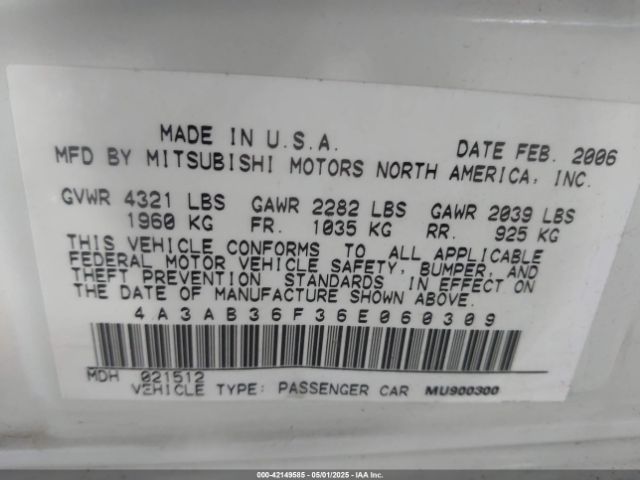 MADE IN U.S.A. DATE FEB. 2006
MFD BY MITSUBISHI MOTORS NORTH AMERICA, INC.
GVWR 4321 LBS GAWR 2282 LBS GAWR 2039 LBS
1960 KG FR. 1035 KG RR. 925 KG
THIS VEHICLE CONFORMS TO ALL APPLICABLE
FEDERAL MOTOR VEHICLE SAFETY, BUMPER, AND
THEFT PREVENTION STANDARDS IN EFFECT ON
THE DATE OF MANUFACTURE SHOWN ABOVE.
4A3AB36F36E060309
MDH 021512
VEHICLE TYPE: PASSENGER CAR MU900300
000-42149585 - 05/01/2025 - IAA Inc.